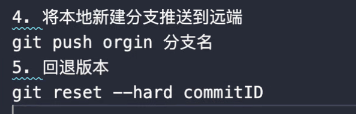 4. 将本地新建分支推送到远端
git push orgin 分支名
5. 回退版本
git reset --hard commitID